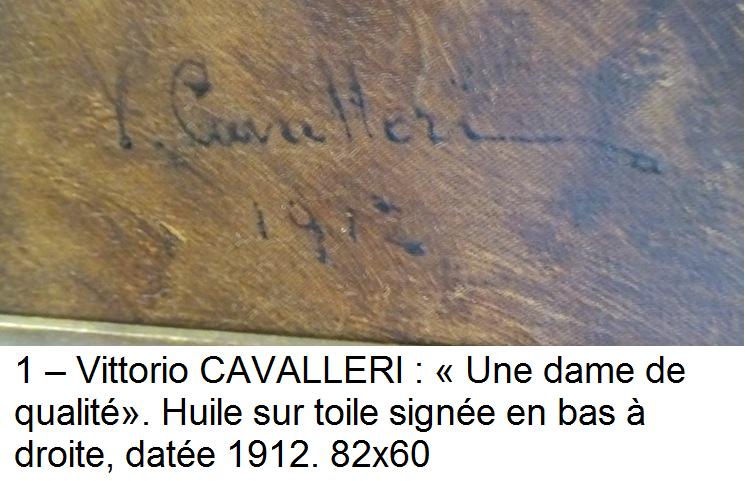 V. Cavalleri
1912
1 – Vittorio CAVALLERI : « Une dame de
qualité». Huile sur toile signée en bas à
droite, datée 1912. 82x60